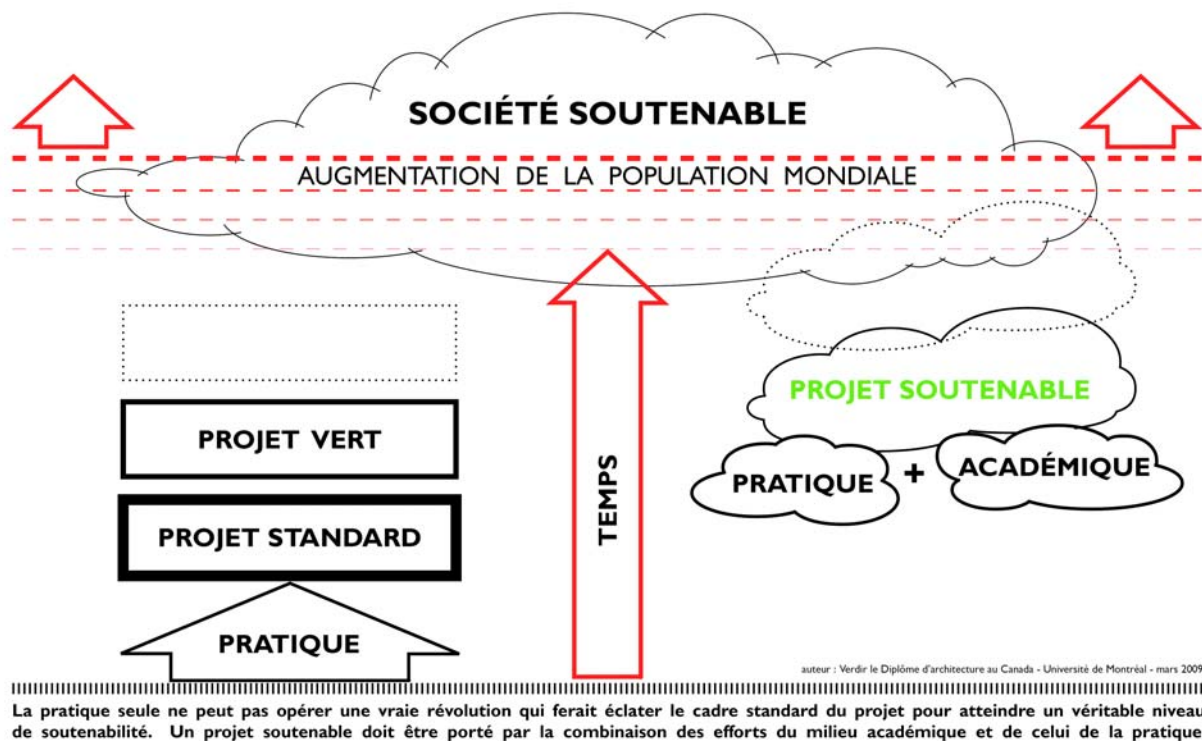 SOCIÉTÉ SOUTENABLE
AUGMENTATION DE LA POPULATION MONDIALE
PROJET VERT
PROJET STANDARD
PRATIQUE
TEMPS
PROJET SOUTENABLE
PRATIQUE
+
ACADÉMIQUE
auteur : Verdir le Diplôme d'architecture au Canada - Université de Montréal - mars 2009
La pratique seule ne peut pas opérer une vraie révolution qui ferait éclater le cadre standard du projet pour atteindre un véritable niveau
de soutenabilité. Un projet soutenable doit être porté par la combinaison des efforts du milieu académique et de celui de la pratique